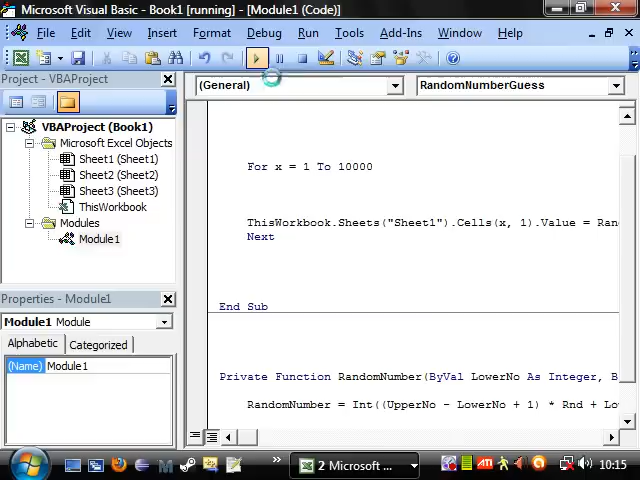 Microsoft Visual Basic - Book1 [running] - [Module1 (Code)]
File Edit View Insert Format Debug Run Tools Add-Ins Window Help
Project - VBAProject
(General)
RandomNumberGuess
VBAProject (Book1)
Microsoft Excel Objects
Sheet1 (Sheet1)
Sheet2 (Sheet2)
Sheet3 (Sheet3)
ThisWorkbook
Modules
Module1
For x = 1 To 10000
ThisWorkbook.Sheets("Sheet1").Cells(x, 1).Value = Ran
Next
End Sub
Private Function RandomNumber(ByVal LowerNo As Integer, B
RandomNumber = Int((UpperNo - LowerNo + 1) * Rnd + Lo
Properties - Module1
Module1 Module
Alphabetic Categorized
(Name) Module1
2 Microsoft ...
ATI
10:15